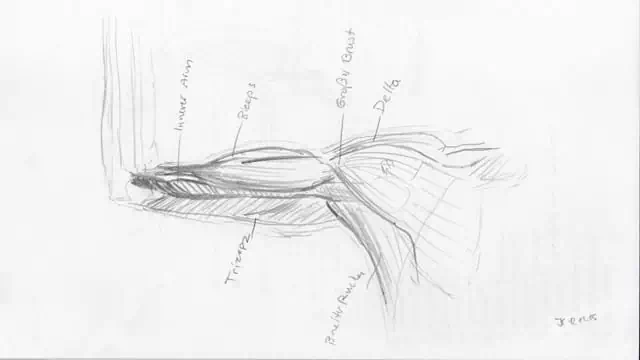 Innerer Arm
Bizeps
Großer Brust
Delta
Trizeps
Breiter Rücken